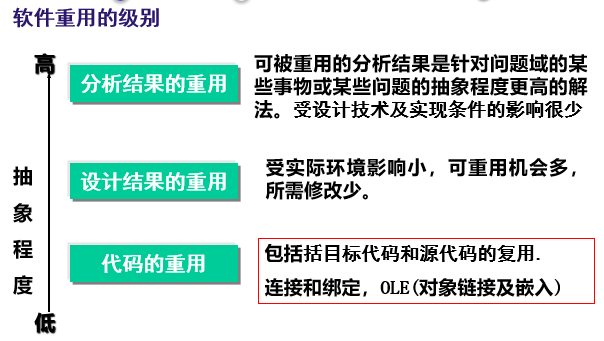 软件重用的级别
高
分析结果的重用
可被重用的分析结果是针对问题域的某
些事物或某些问题的抽象程度更高的解
法。受设计技术及实现条件的影响很少
抽
象
程
度
设计结果的重用
受实际环境影响小，可重用机会多，
所需修改少。
代码的重用
包括括目标代码和源代码的复用.
连接和绑定，OLE(对象链接及嵌入)
低